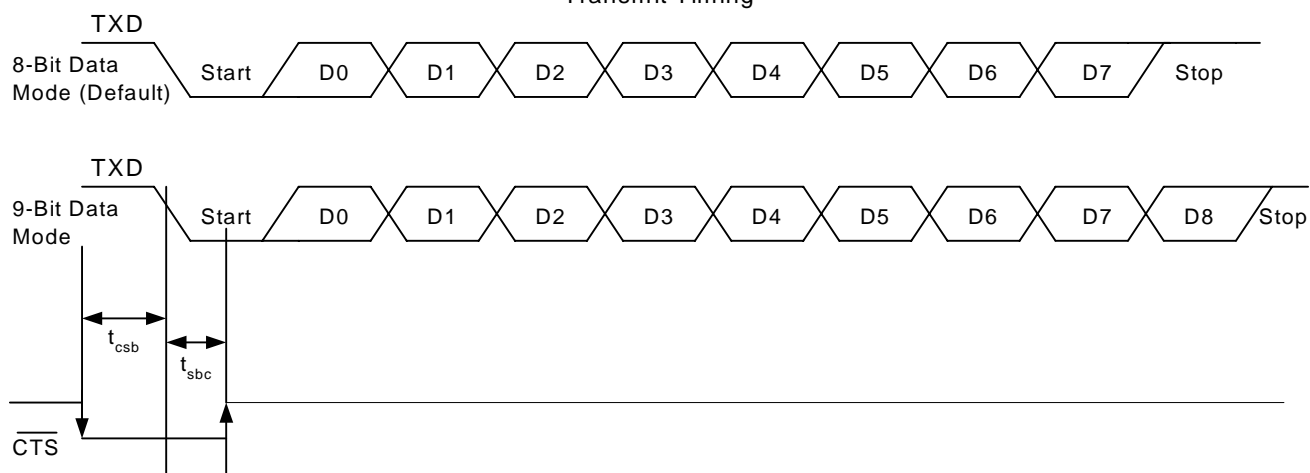 Transmit Timing
TXD
8-Bit Data
Mode (Default)
Start D0 D1 D2 D3 D4 D5 D6 D7 Stop
TXD
9-Bit Data
Mode
Start D0 D1 D2 D3 D4 D5 D6 D7 D8 Stop
tcsb
tsbc
CTS